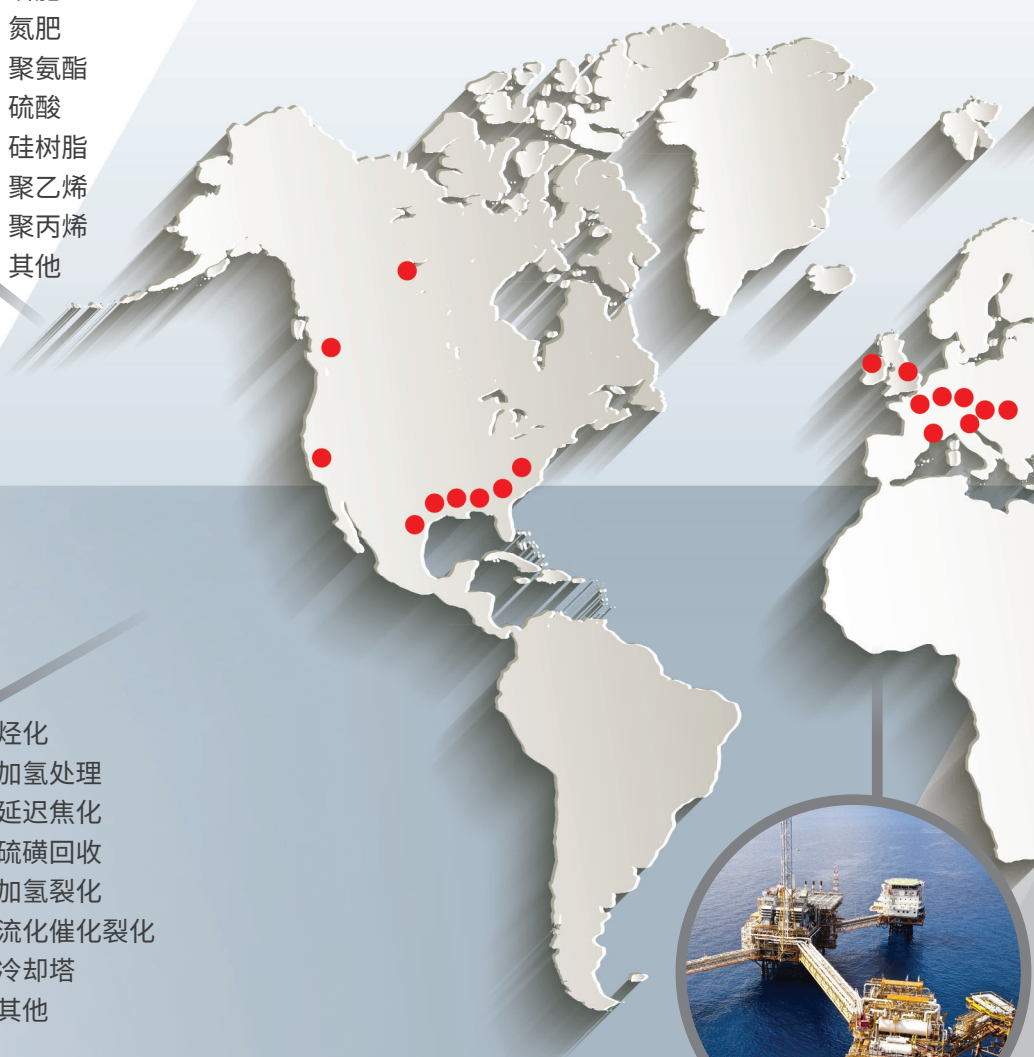 氮肥
聚氨酯
硫酸
硅树脂
聚乙烯
聚丙烯
其他
烃化
加氢处理
延迟焦化
硫磺回收
加氢裂化
流化催化裂化
冷却塔
其他